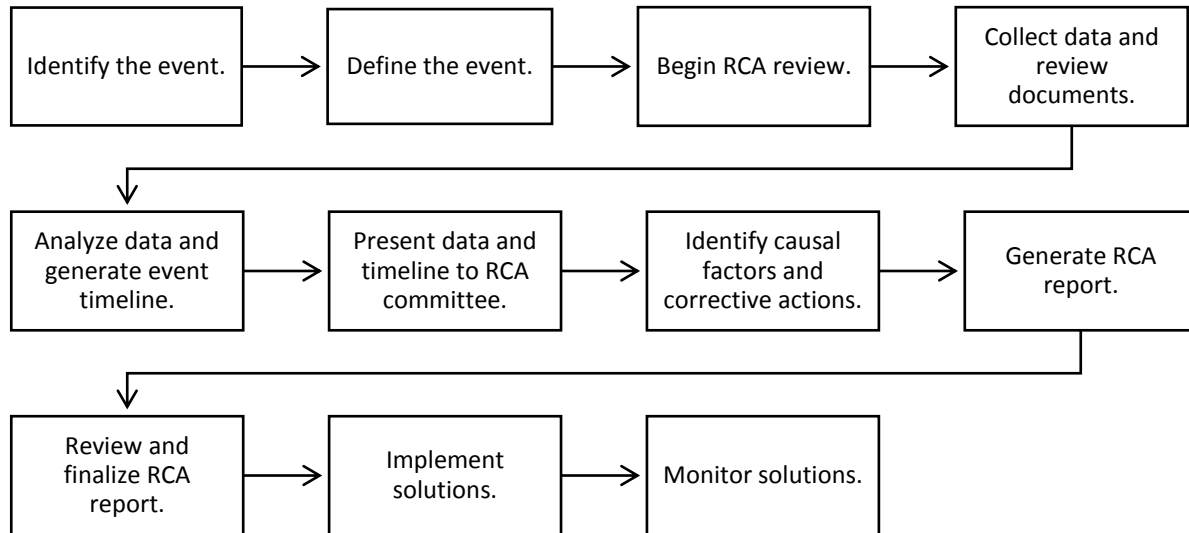 Identify the event.
Define the event.
Begin RCA review.
Collect data and
review
documents.
Analyze data and
generate event
timeline.
Present data and
timeline to RCA
committee.
Identify causal
factors and
corrective actions.
Generate RCA
report.
Review and
finalize RCA
report.
Implement
solutions.
Monitor solutions.